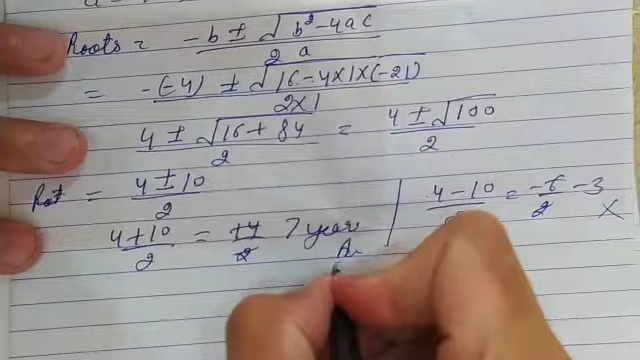 Roots = -b ± √b²-4ac / 2a
= -(-4) ± √16-4×1×(-21) / 2×1
4 ± √16+84 / 2 = 4 ± √100 / 2
Rot = 4±10 / 2
4+10 / 2 = 14 / 2 7 year
4-10 / = -6 / 2 -3
×